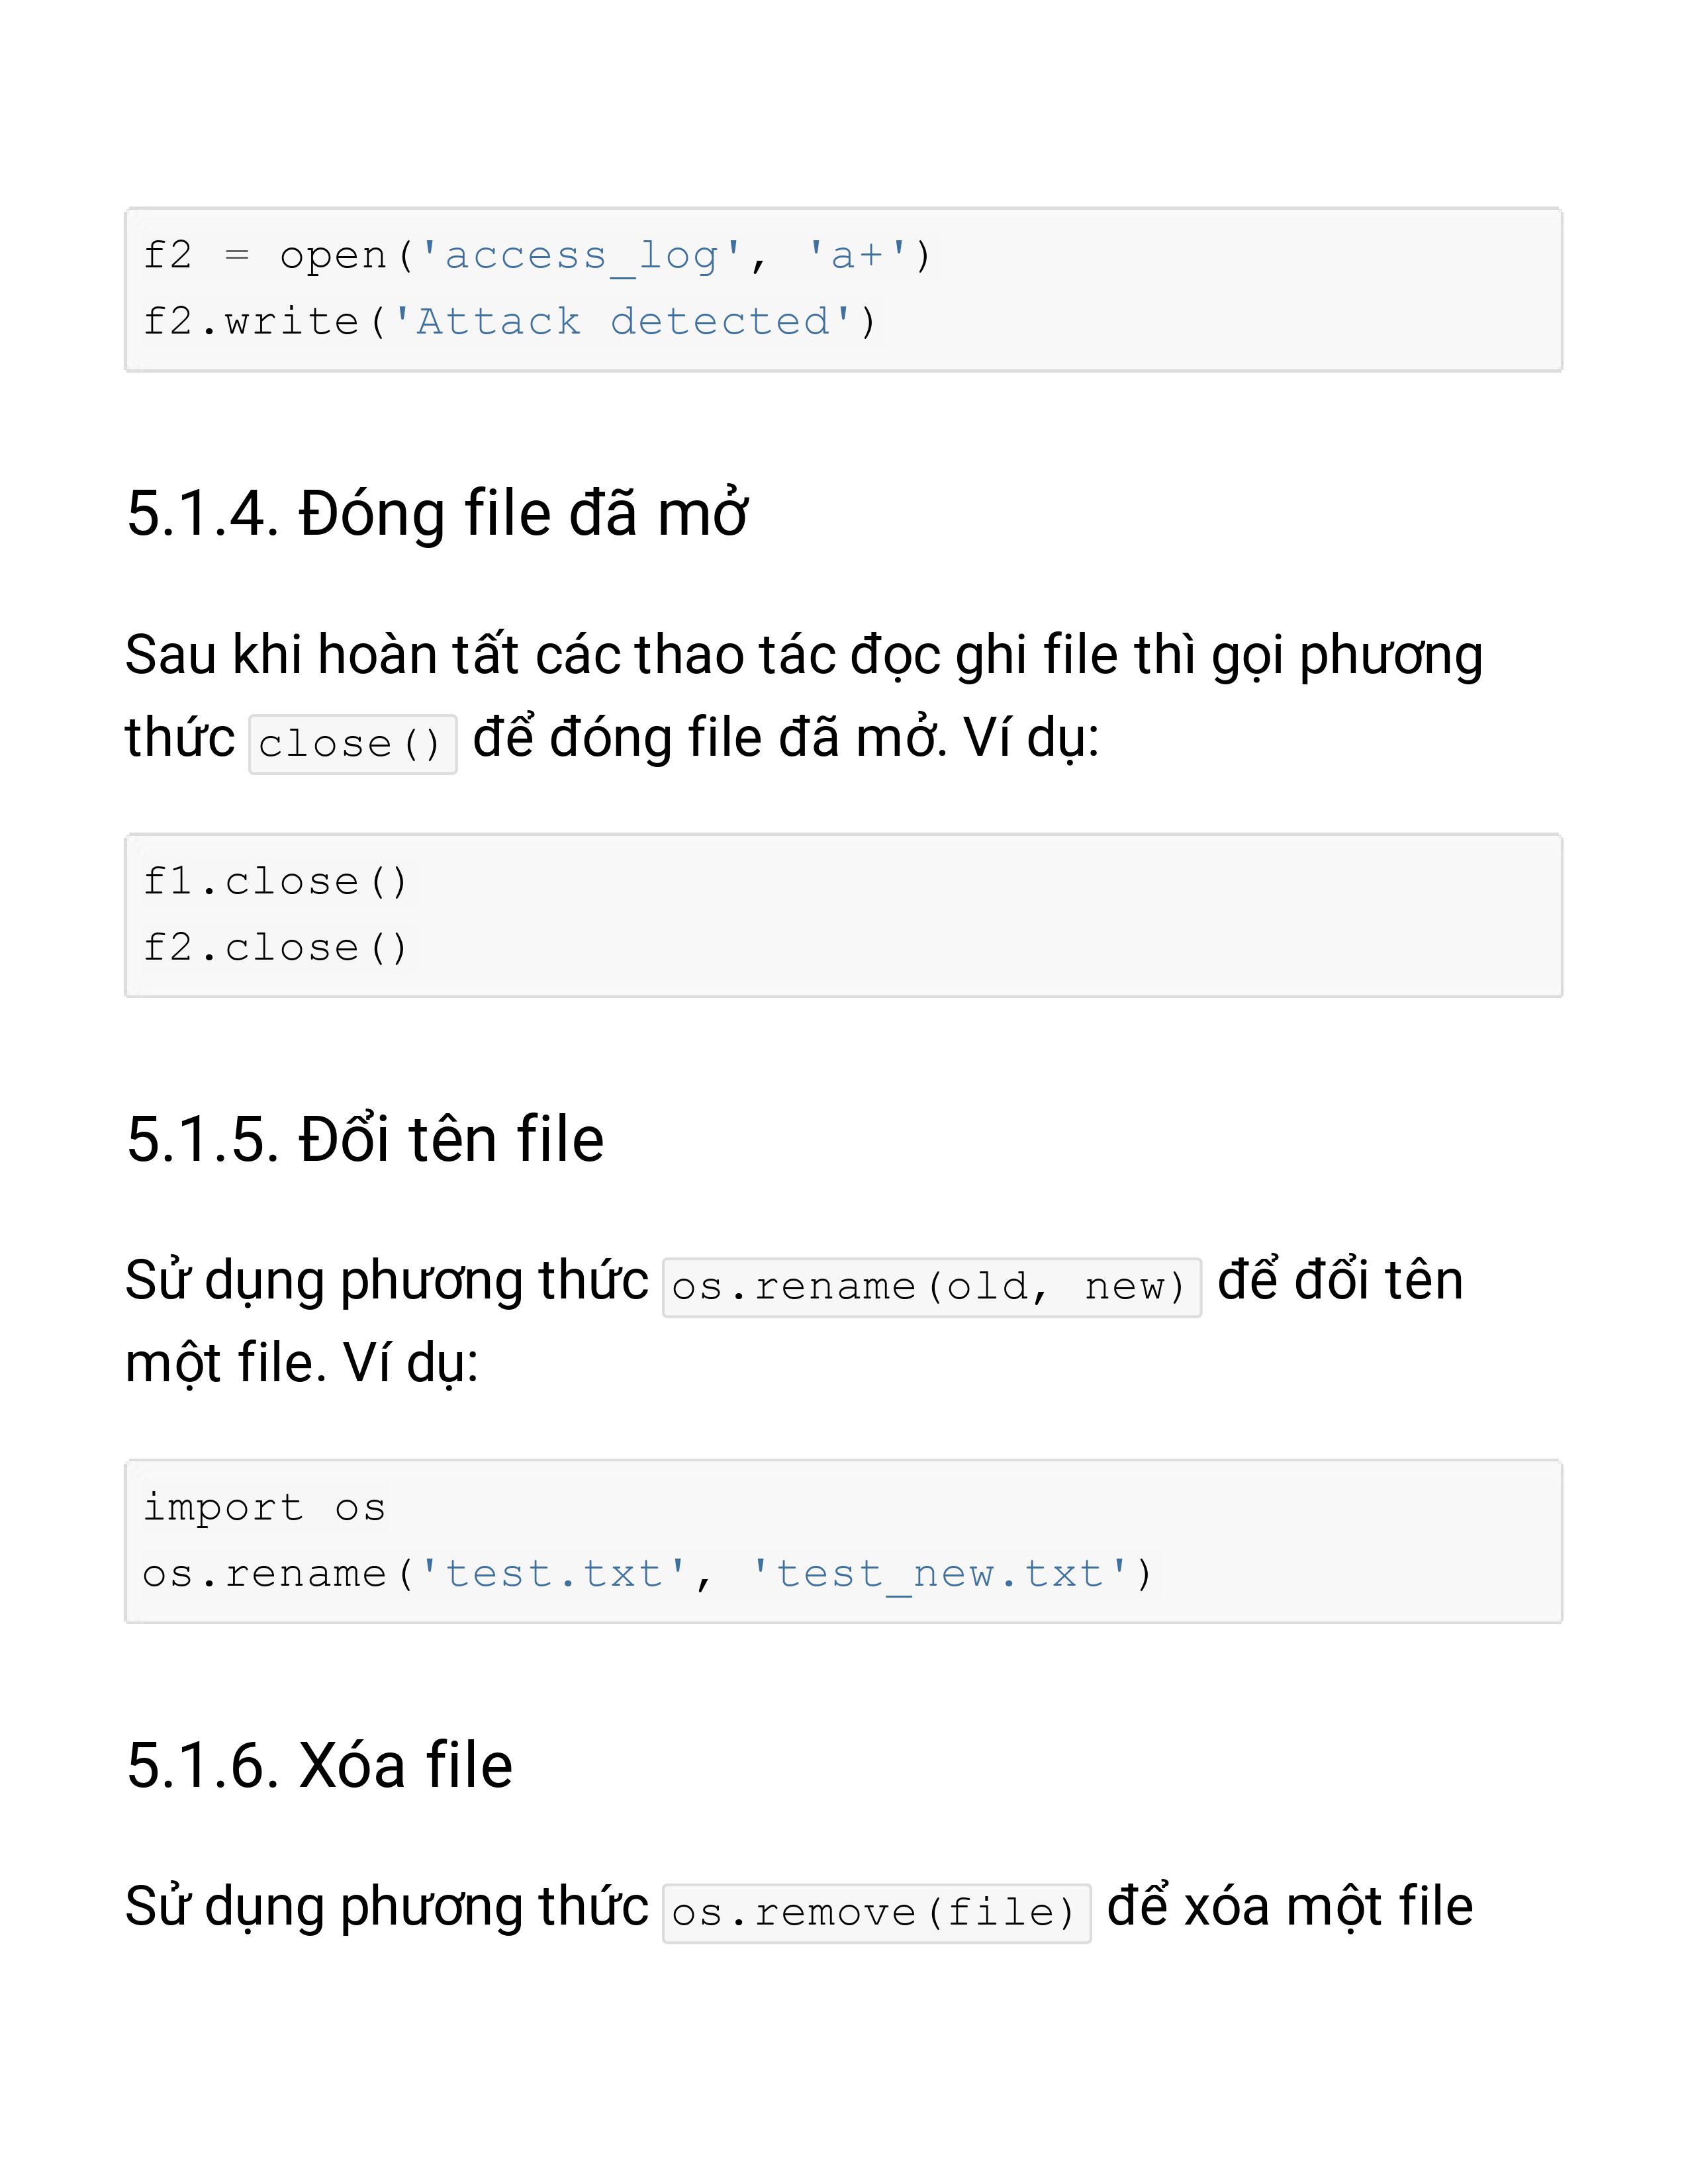 f2 = open('access_log', 'a+')
f2.write('Attack detected')
5.1.4. Đóng file đã mở
Sau khi hoàn tất các thao tác đọc ghi file thì gọi phương
thức close() để đóng file đã mở. Ví dụ:
f1.close()
f2.close()
5.1.5. Đổi tên file
Sử dụng phương thức os.rename(old, new) để đổi tên
một file. Ví dụ:
import os
os.rename('test.txt', 'test_new.txt')
5.1.6. Xóa file
Sử dụng phương thức os.remove(file) để xóa một file